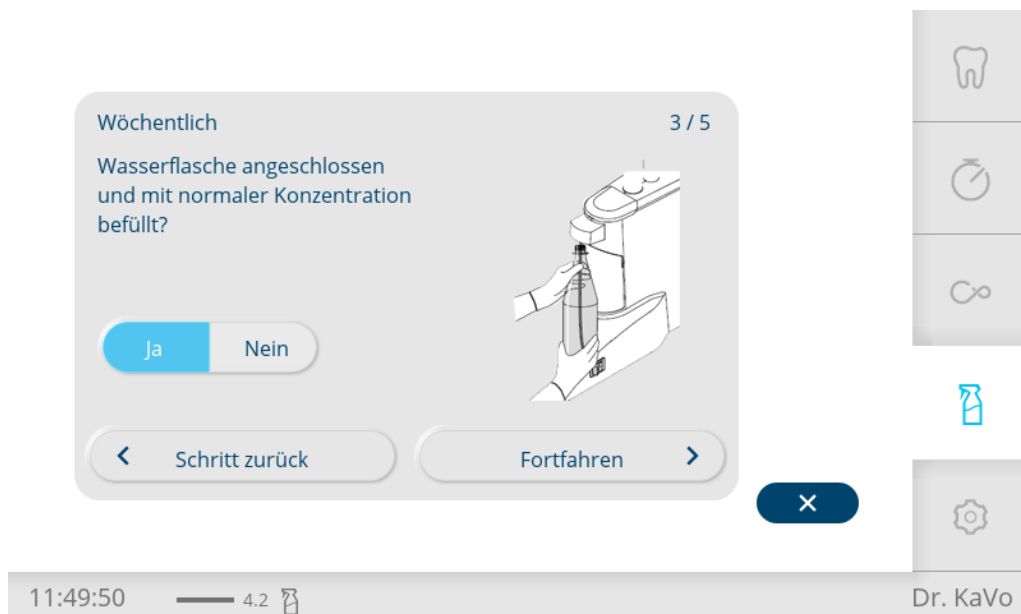 Wöchentlich 3 / 5
Wasserflasche angeschlossen
und mit normaler Konzentration
befüllt?
Ja Nein
Schritt zurück Fortfahren
11:49:50 4.2 Dr. KaVo